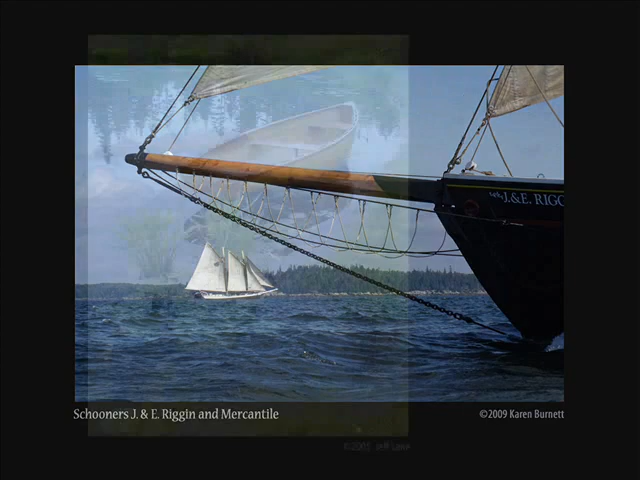 J.&E. RIGG
Schooners J. & E. Riggin and Mercantile
©2009 Karen Burnett